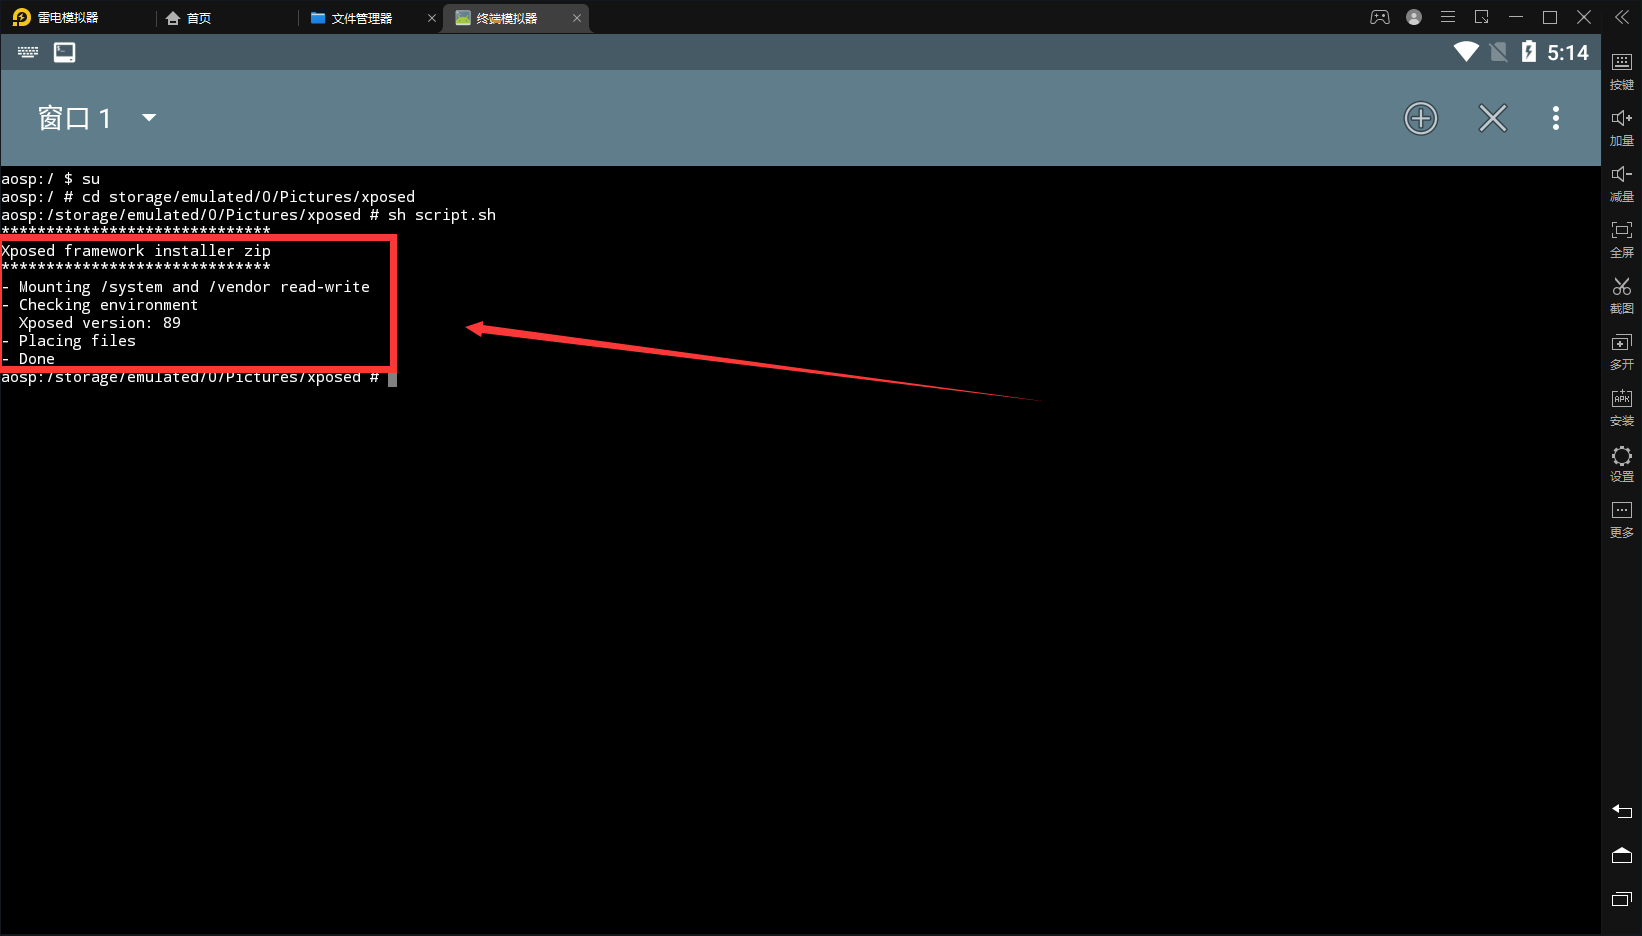 雷电模拟器
首页
文件管理器
终端模拟器
5:14
窗口 1
aosp:/ $ su
aosp:/ # cd storage/emulated/0/Pictures/xposed
aosp:/storage/emulated/0/Pictures/xposed # sh script.sh
******************************
Xposed framework installer zip
******************************
- Mounting /system and /vendor read-write
- Checking environment
  Xposed version: 89
- Placing files
- Done
aosp:/storage/emulated/0/Pictures/xposed #
按键
加量
减量
全屏
截图
多开
APK
安装
设置
更多